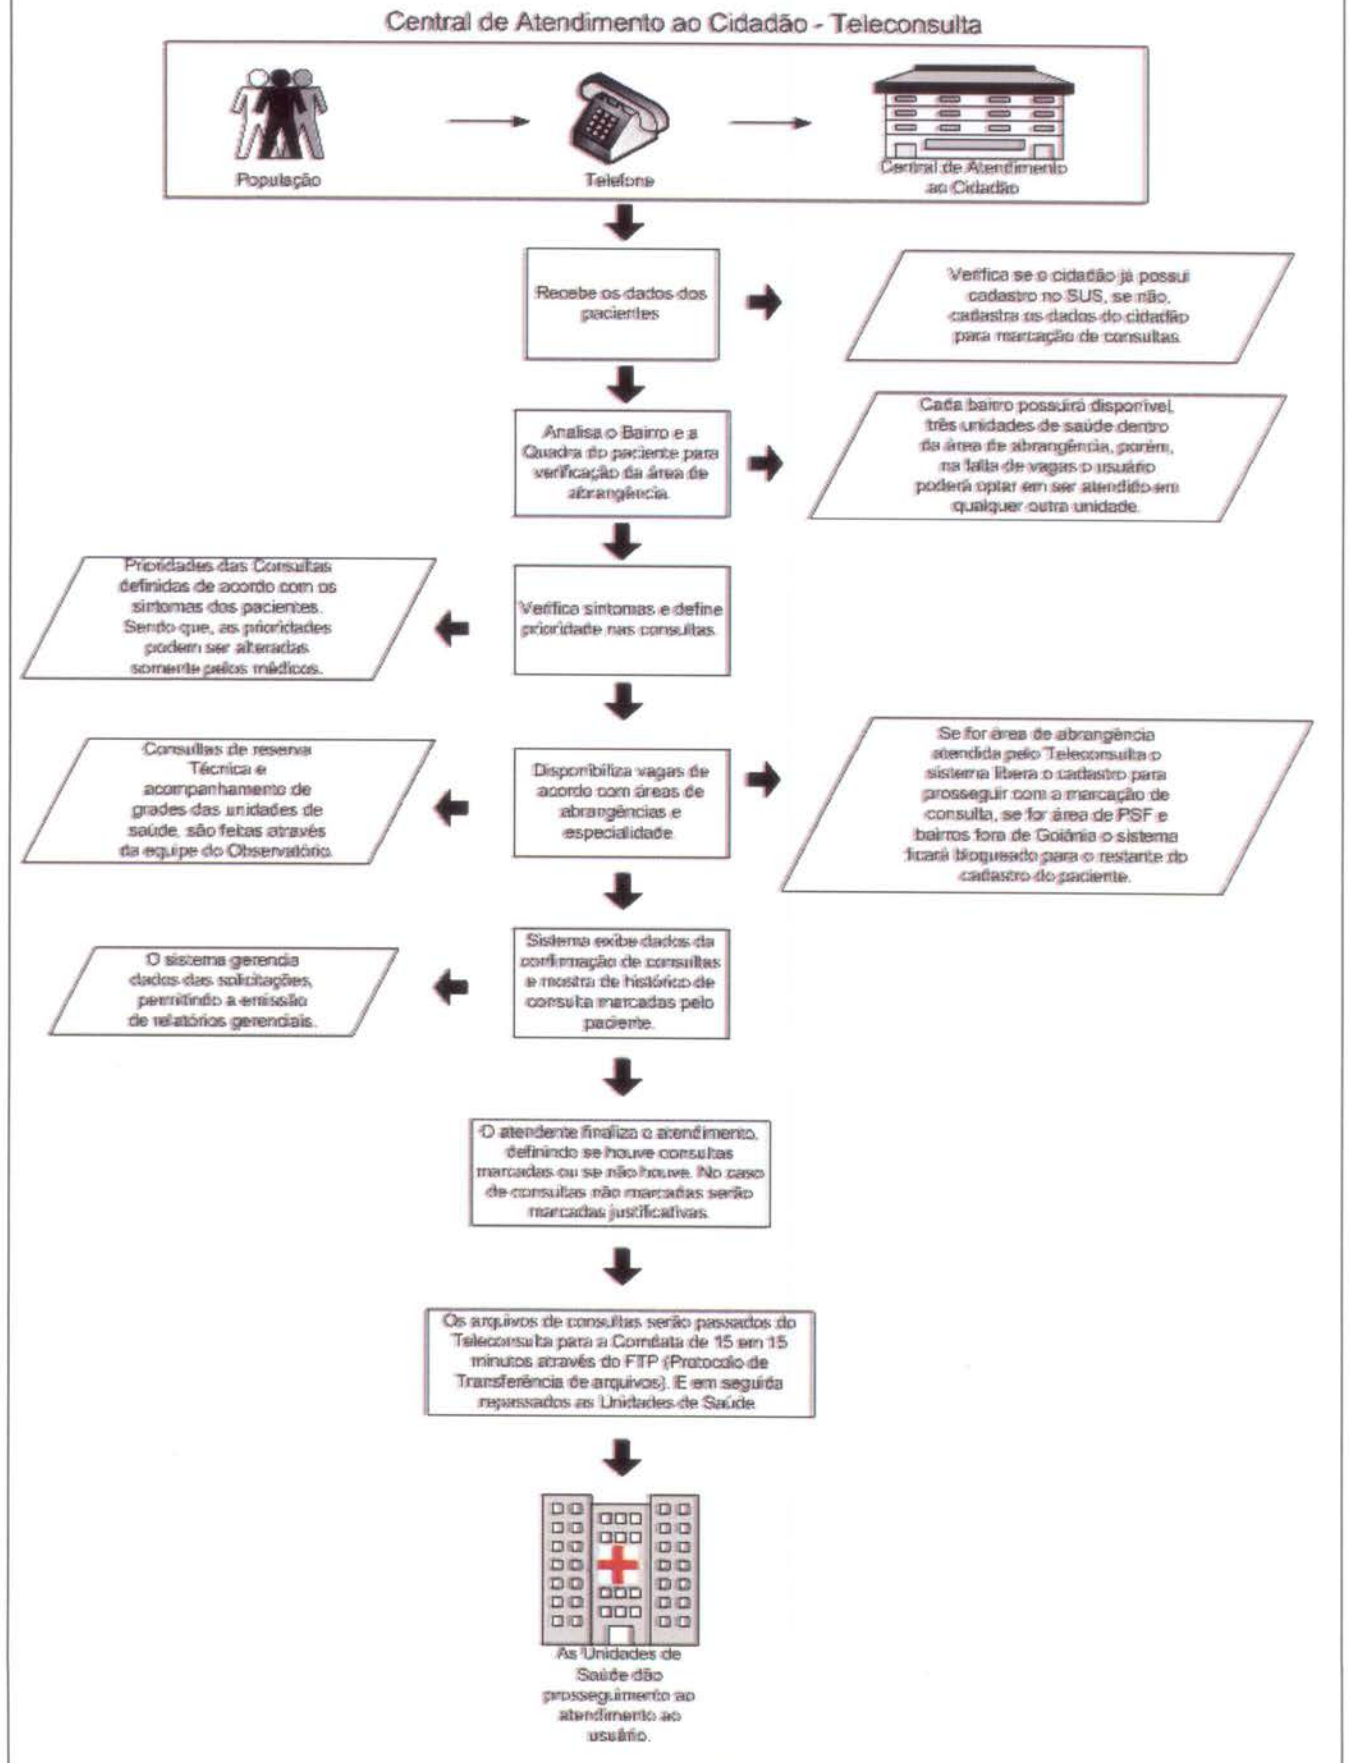 Central de Atendimento ao Cidadão - Teleconsulta
População
Telefone
Central de Atendimento
ao Cidadão
Recebe os dados dos
pacientes
Verifica se o cidadão já possui
cadastro no SUS, se não,
cadastra os dados do cidadão
para marcação de consultas.
Analisa o Bairro e a
Quadra do paciente para
verificação da área de
abrangência.
Cada bairro possuirá disponível,
três unidades de saúde dentro
da área de abrangência, porém,
na falta de vagas o usuário
poderá optar em ser atendido em
qualquer outra unidade.
Verifica sintomas e define
prioridade nas consultas.
Prioridades das Consultas
definidas de acordo com os
sintomas dos pacientes.
Sendo que, as prioridades
podem ser alteradas
somente pelos médicos.
Disponibiliza vagas de
acordo com áreas de
abrangências e
especialidade.
Consultas de reserva
Técnica e
acompanhamento de
grades das unidades de
saúde, são feitas através
da equipe do Observatório.
Se for área de abrangência
atendida pelo Teleconsulta o
sistema libera o cadastro para
prosseguir com a marcação de
consulta, se for área de PSF e
bairros fora de Goiânia o sistema
ficará bloqueado para o restante do
cadastro do paciente.
Sistema exibe dados da
confirmação de consultas
e mostra de histórico de
consulta marcadas pelo
paciente.
O sistema gerencia
dados das solicitações,
permitindo a emissão
de relatórios gerenciais.
O atendente finaliza o atendimento,
definindo se houve consultas
marcadas ou se não houve. No caso
de consultas não marcadas serão
marcadas justificativas.
Os arquivos de consultas serão passados do
Teleconsulta para a Comdata de 15 em 15
minutos através do FTP (Protocolo de
Transferência de arquivos). E em seguida
repassados as Unidades de Saúde
As Unidades de
Saúde dão
prosseguimento ao
atendimento ao
usuário.